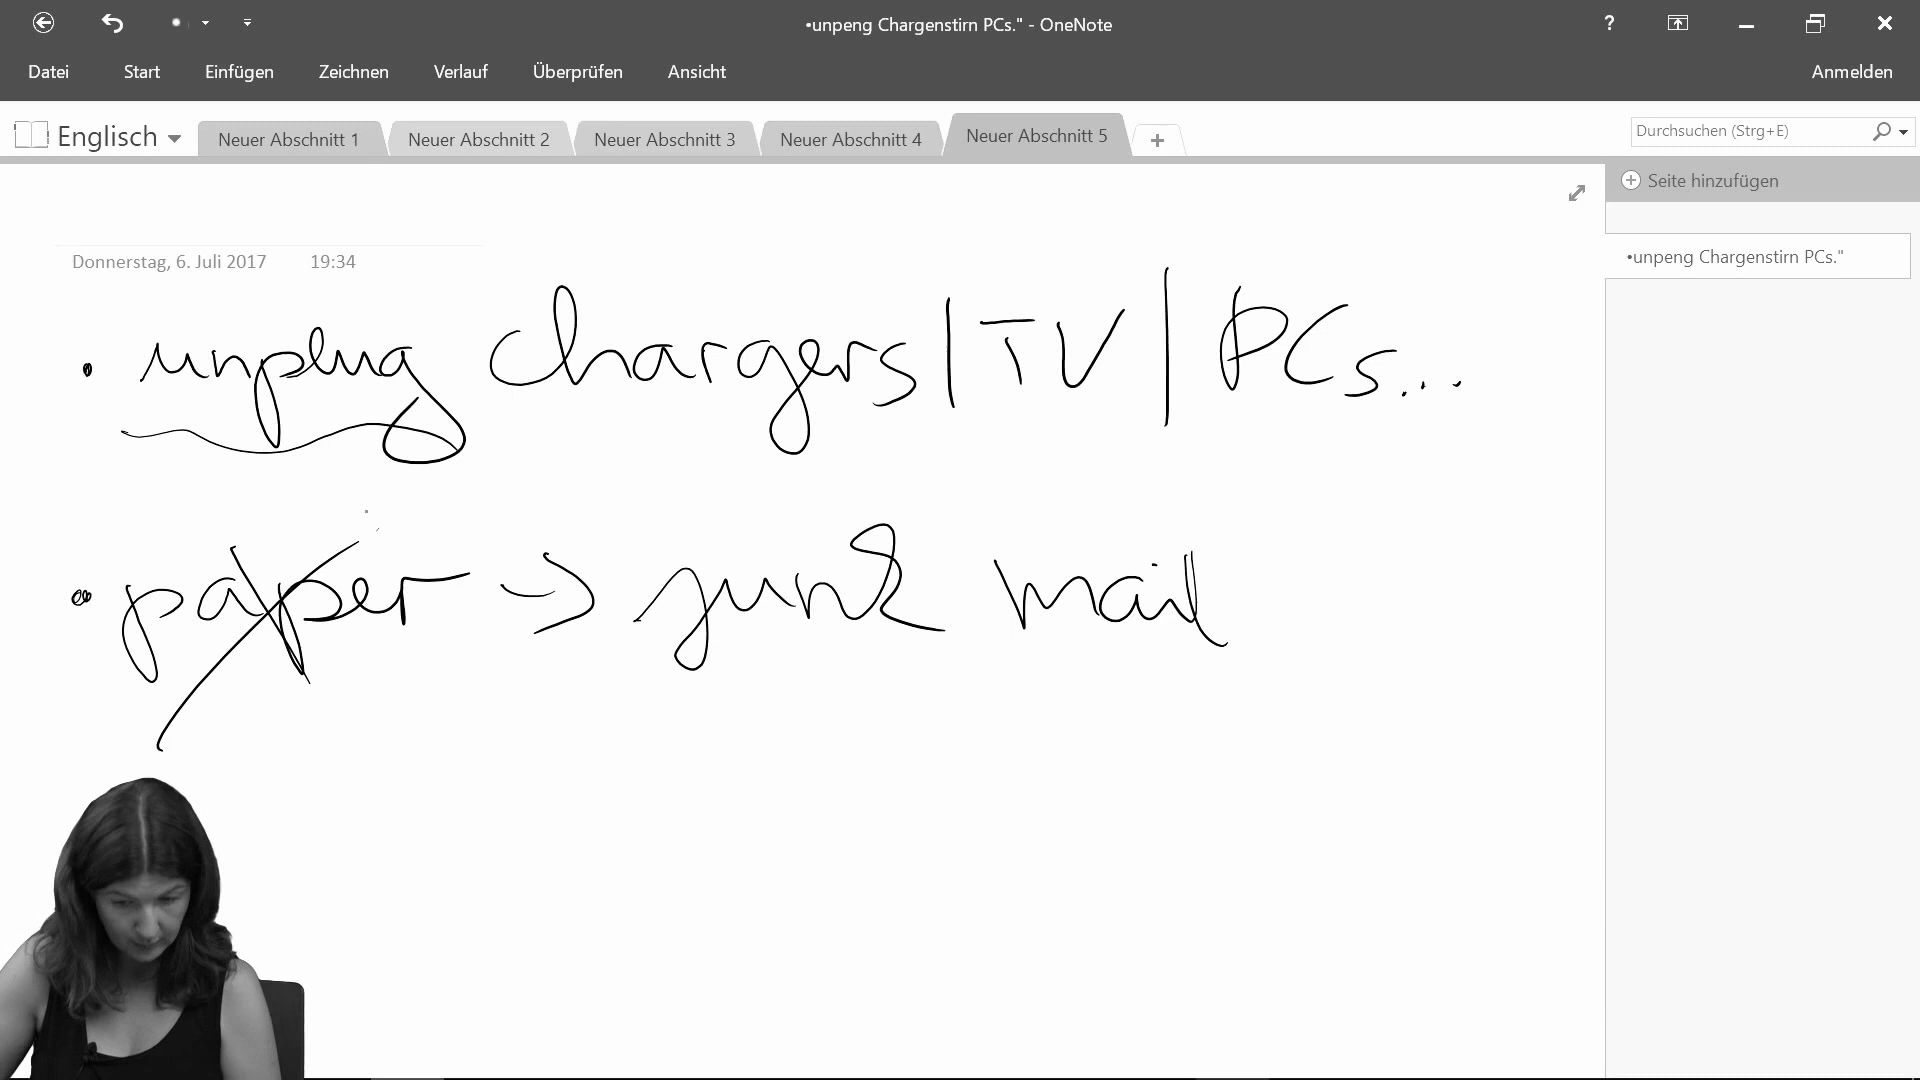 •unpeng Chargenstirn PCs." - OneNote
?
Datei Start Einfügen Zeichnen Verlauf Überprüfen Ansicht Anmelden
Englisch Neuer Abschnitt 1 Neuer Abschnitt 2 Neuer Abschnitt 3 Neuer Abschnitt 4 Neuer Abschnitt 5 + Durchsuchen (Strg+E)
Seite hinzufügen
•unpeng Chargenstirn PCs."
Donnerstag, 6. Juli 2017 19:34
• unplug chargers | TV | PCs...
• paper → junk mail